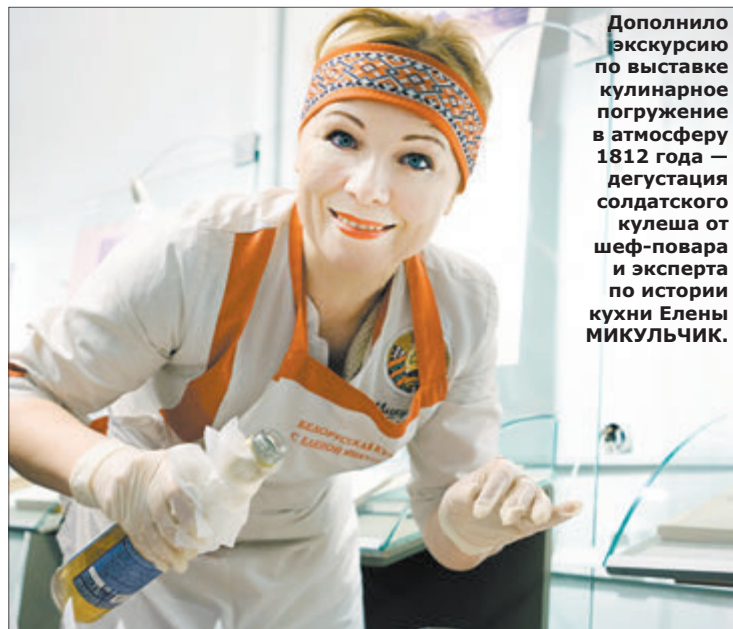 Дополнило
экскурсию
по выставке
кулинарное
погружение
в атмосферу
1812 года —
дегустация
солдатского
кулеша от
шеф-повара
и эксперта
по истории
кухни Елены
МИКУЛЬЧИК.
БЕЛОРУССКАЯ
С ЕЛЕНОЙ